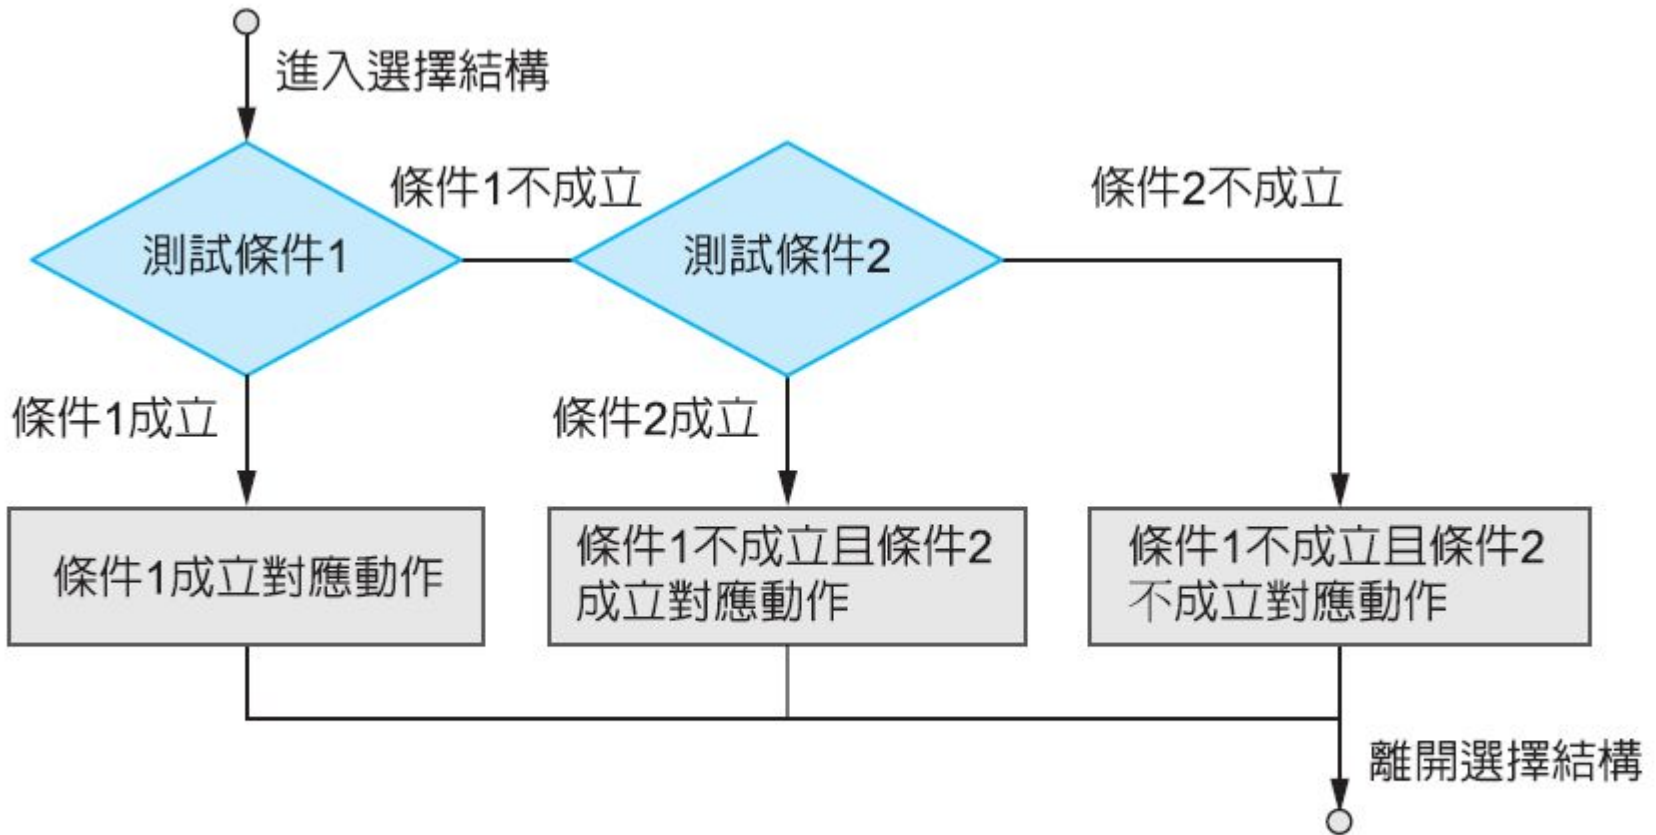 進入選擇結構
測試條件1
條件1不成立
測試條件2
條件2不成立
條件1成立
條件2成立
條件1成立對應動作
條件1不成立且條件2
成立對應動作
條件1不成立且條件2
不成立對應動作
離開選擇結構